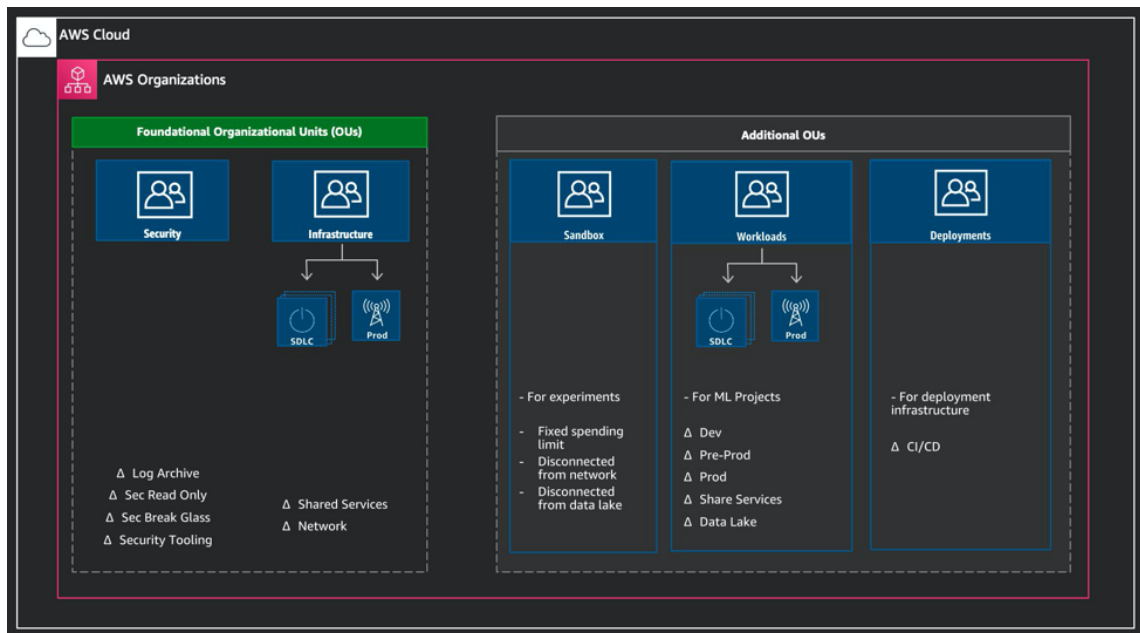 AWS Cloud
AWS Organizations
Foundational Organizational Units (OUs)
Security
Infrastructure
SDLC
Prod
Δ Log Archive
Δ Sec Read Only
Δ Sec Break Glass
Δ Security Tooling
Δ Shared Services
Δ Network
Additional OUs
Sandbox
- For experiments
- Fixed spending
limit
- Disconnected
from network
- Disconnected
from data lake
Workloads
SDLC
Prod
- For ML Projects
Δ Dev
Δ Pre-Prod
Δ Prod
Δ Share Services
Δ Data Lake
Deployments
- For deployment
infrastructure
Δ CI/CD